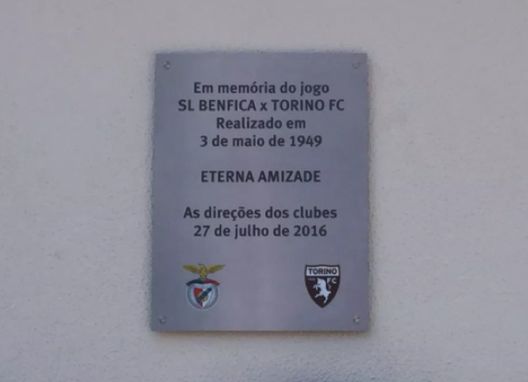 Em memória do jogo
SL BENFICA x TORINO FC
Realizado em
3 de maio de 1949
ETERNA AMIZADE
As direções dos clubes
27 de julho de 2016
TORINO
FC